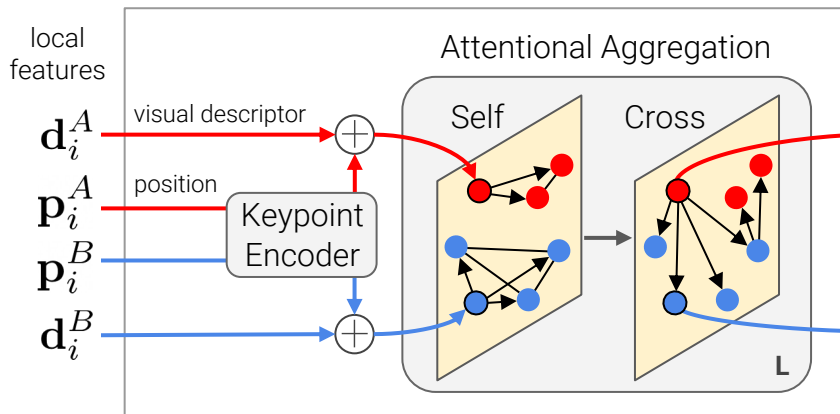 local
features
Attentional Aggregation
visual descriptor
Self
Cross
d_i^A
position
p_i^A
Keypoint
Encoder
p_i^B
d_i^B
L